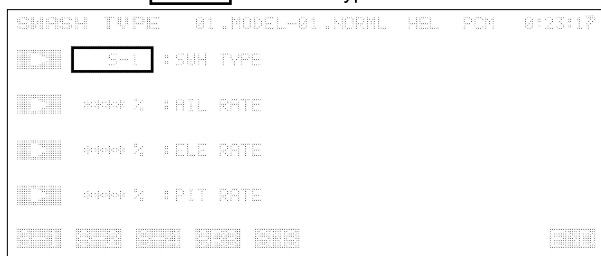 SWASH TYPE 01.MODEL-01.NORML HEL PCM 0:23:17
S-1 :SWH TYPE
**** % :AIL RATE
**** % :ELE RATE
**** % :PIT RATE
END